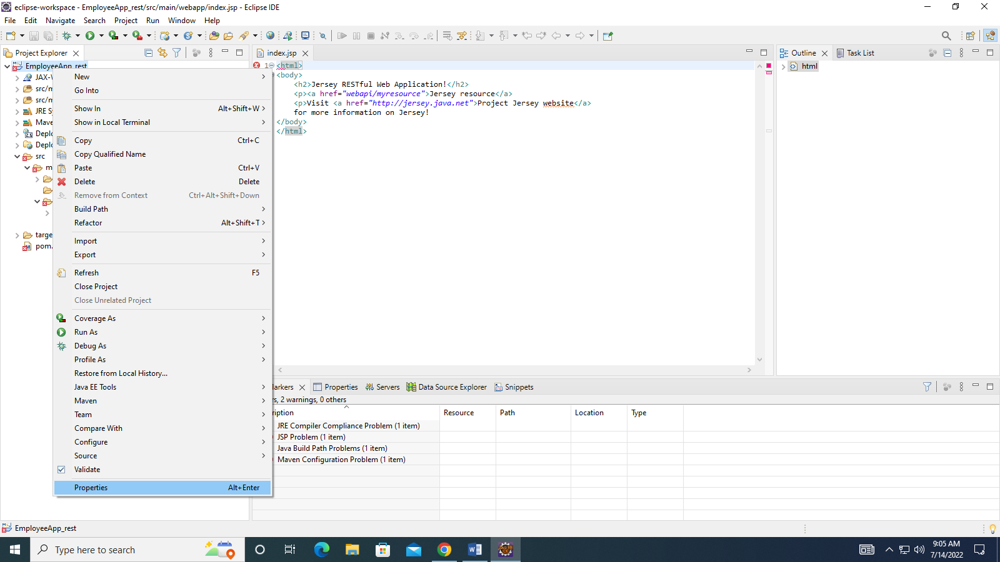 eclipse-workspace - EmployeeApp_rest/src/main/webapp/index.jsp - Eclipse IDE
File Edit Navigate Search Project Run Window Help
Project Explorer
EmployeeApp_rest
JAX-
src/
src/
JRE
Mave
Deplo
Deplo
src
targe
pom.
New
Go Into
Show In Alt+Shift+W
Show in Local Terminal
Copy Ctrl+C
Copy Qualified Name
Paste Ctrl+V
Delete Delete
Remove from Context Ctrl+Alt+Shift+Down
Build Path
Refactor Alt+Shift+T
Import
Export
Refresh F5
Close Project
Close Unrelated Project
Coverage As
Run As
Debug As
Profile As
Restore from Local History...
Java EE Tools
Maven
Team
Compare With
Configure
Source
Validate
Properties Alt+Enter
index.jsp
1 <html>
<body>
<h2>Jersey RESTful Web Application!</h2>
<p><a href="webapi/myresource">Jersey resource</a>
<p>Visit <a href="http://jersey.java.net">Project Jersey website</a>
for more information on Jersey!
</body>
</html>
Outline Task List
html
arkers Properties Servers Data Source Explorer Snippets
rs, 2 warnings, 0 others
ription Resource Path Location Type
JRE Compiler Compliance Problem (1 item)
JSP Problem (1 item)
Java Build Path Problems (1 item)
Maven Configuration Problem (1 item)
EmployeeApp_rest
Type here to search
9:05 AM
7/14/2022